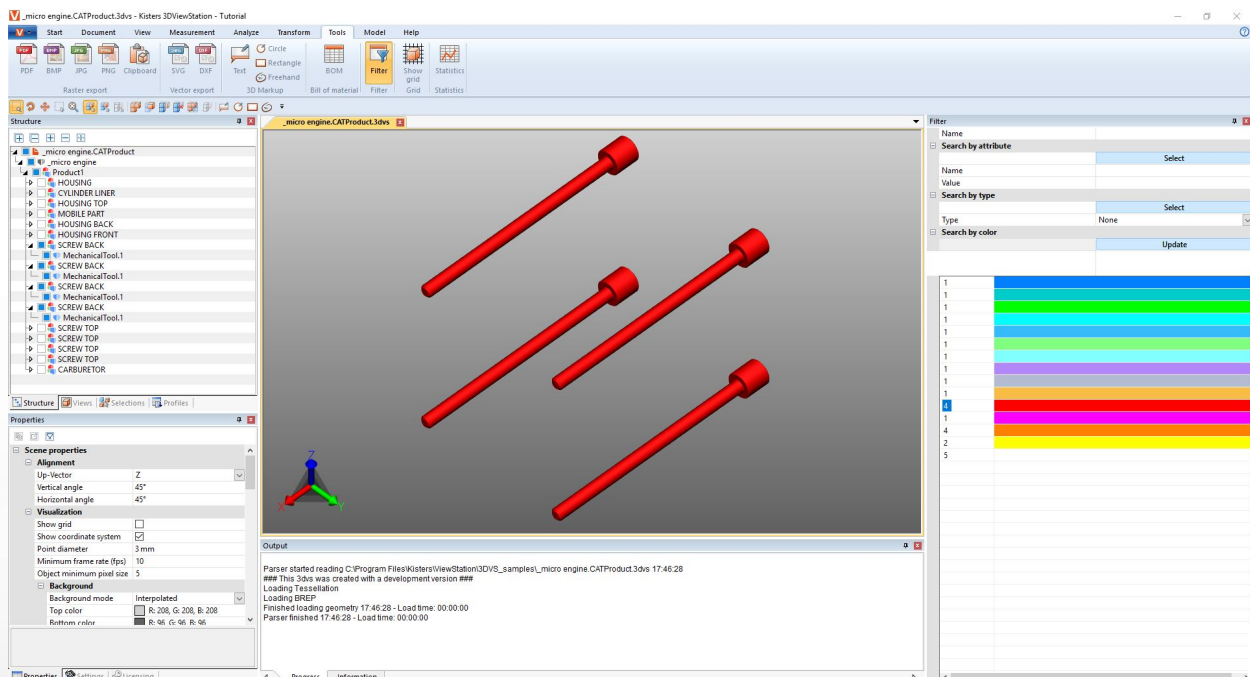 _micro engine.CATProduct.3dvs - Kisters 3DViewStation - Tutorial
Start Document View Measurement Analyze Transform Tools Model Help
PDF BMP JPG PNG Clipboard SVG DXF Text Circle Rectangle Freehand BOM Filter Show grid Statistics
Raster export Vector export 3D Markup Bill of material Filter Grid Statistics
Structure
_micro engine.CATProduct
_micro engine
Product1
HOUSING
CYLINDER LINER
HOUSING TOP
MOBILE PART
HOUSING BACK
HOUSING FRONT
SCREW BACK
MechanicalTool.1
SCREW BACK
MechanicalTool.1
SCREW BACK
MechanicalTool.1
SCREW BACK
MechanicalTool.1
SCREW TOP
SCREW TOP
SCREW TOP
SCREW TOP
CARBURETOR
Structure Views Selections Profiles
Properties
Scene properties
Alignment
Up-Vector Z
Vertical angle 45°
Horizontal angle 45°
Visualization
Show grid
Show coordinate system
Point diameter 3 mm
Minimum frame rate (fps) 10
Object minimum pixel size 5
Background
Background mode Interpolated
Top color R: 208, G: 208, B: 208
Bottom color R: 96, G: 96, B: 96
Properties Settings Licensing
_micro engine.CATProduct.3dvs
Z
X
Y
Output
Parser started reading C:\Program Files\Kisters\ViewStation\3DVS_samples\_micro engine.CATProduct.3dvs 17:46:28
### This 3dvs was created with a development version ###
Loading Tessellation
Loading BREP
Finished loading geometry 17:46:28 - Load time: 00:00:00
Parser finished 17:46:28 - Load time: 00:00:00
Progress Information
Filter
Name
Search by attribute
Select
Name
Value
Search by type
Select
Type None
Search by color
Update
1
1
1
1
1
1
1
1
1
1
4
1
4
2
5